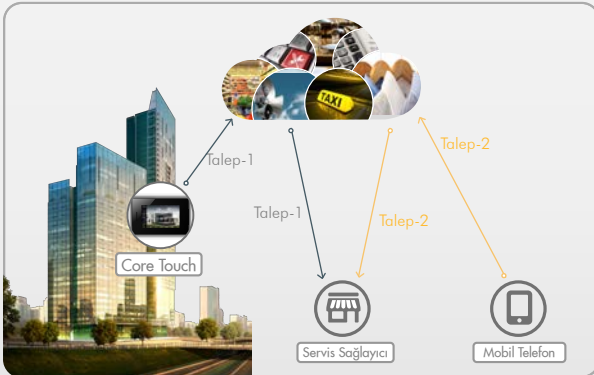 TAXI
Talep-1
Talep-2
Talep-1
Talep-2
Core Touch
Servis Sağlayıcı
Mobil Telefon